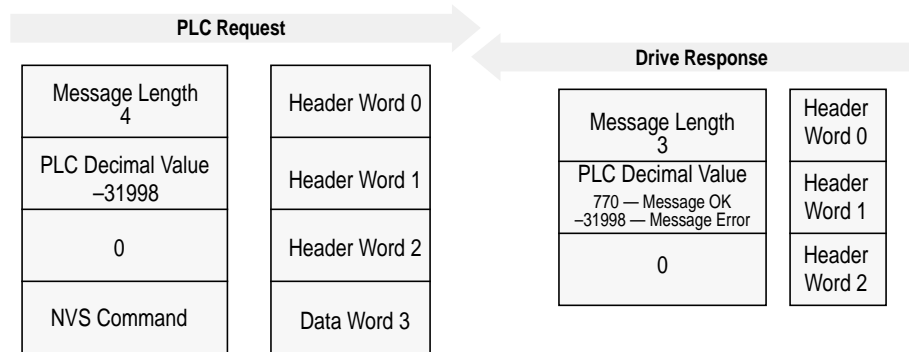 PLC Request
Drive Response
Message Length
4
Header Word 0
PLC Decimal Value
–31998
Header Word 1
0
Header Word 2
NVS Command
Data Word 3
Message Length
3
Header
Word 0
PLC Decimal Value
770 — Message OK
–31998 — Message Error
Header
Word 1
0
Header
Word 2